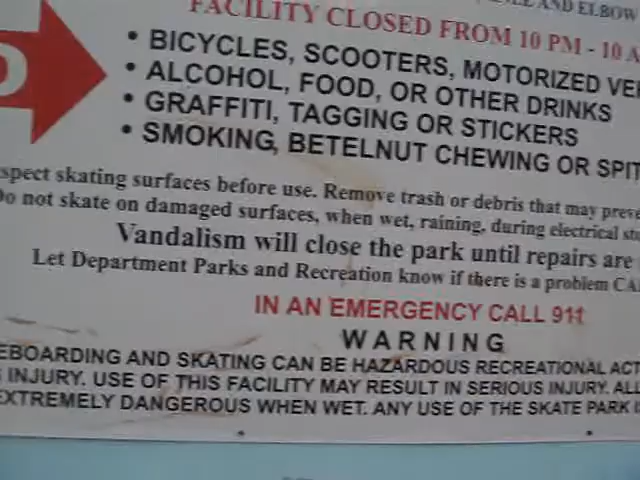 AND ELBOW
FACILITY CLOSED FROM 10 PM - 10 A
O
• BICYCLES, SCOOTERS, MOTORIZED VE
• ALCOHOL, FOOD, OR OTHER DRINKS
• GRAFFITI, TAGGING OR STICKERS
• SMOKING, BETELNUT CHEWING OR SPIT
spect skating surfaces before use. Remove trash or debris that may preve
Do not skate on damaged surfaces, when wet, raining, during electrical sto
Vandalism will close the park until repairs are
Let Department Parks and Recreation know if there is a problem CA
IN AN EMERGENCY CALL 911
WARNING
EBOARDING AND SKATING CAN BE HAZARDOUS RECREATIONAL ACT
INJURY. USE OF THIS FACILITY MAY RESULT IN SERIOUS INJURY. ALL
EXTREMELY DANGEROUS WHEN WET. ANY USE OF THE SKATE PARK